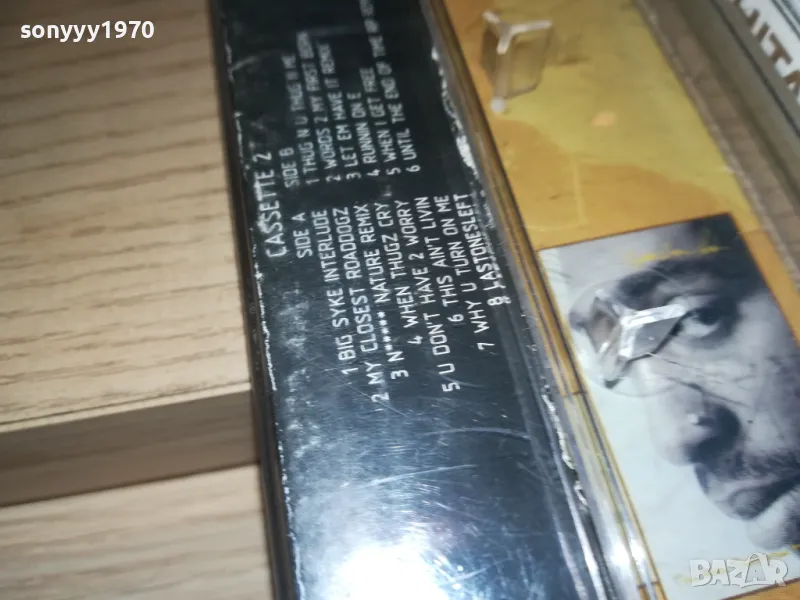 sonyyy1970
CASSETTE 2
SIDE A
1 BIG SYKE INTERLUDE
2 MY CLOSEST ROADDOGZ
3 N***** NATURE REMIX
4 WHEN THUGZ CRY
5 U DON'T HAVE 2 WORRY
6 THIS AIN'T LIVIN
7 WHY U TURN ON ME
8 LASTONESLEFT
SIDE B
1 THUG N U THUG N ME
2 WORDS 2 MY FIRST BORN
3 LET EM HAVE IT REMIX
4 RUNNIN ON E
5 WHEN I GET FREE
6 UNTIL THE END OF TIME RP
BAZAR